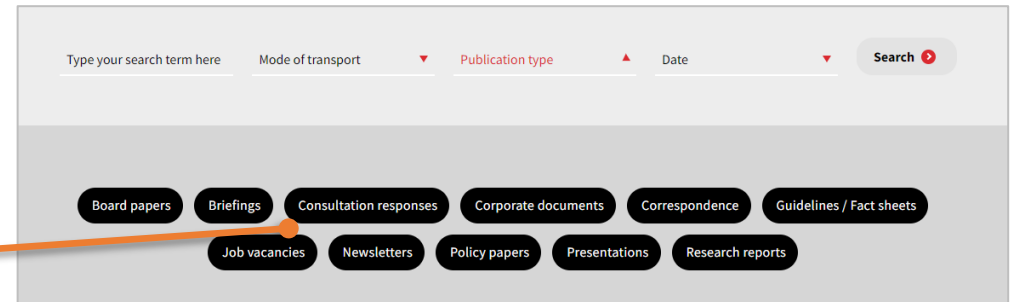 Type your search term here Mode of transport Publication type Date Search
Board papers Briefings Consultation responses Corporate documents Correspondence Guidelines / Fact sheets
Job vacancies Newsletters Policy papers Presentations Research reports